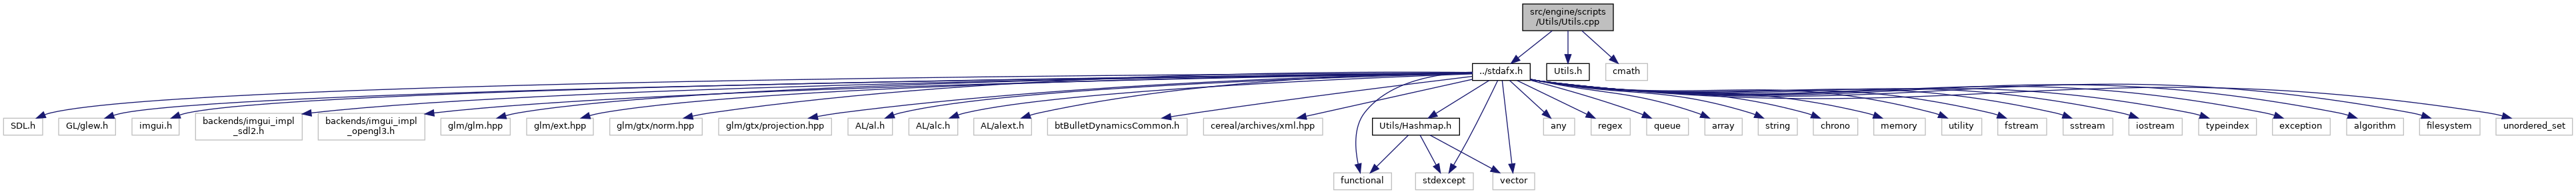 src/engine/scripts
/Utils/Utils.cpp
../stdafx.h
Utils.h
cmath
SDL.h
GL/glew.h
imgui.h
backends/imgui_impl
_sdl2.h
backends/imgui_impl
_opengl3.h
glm/glm.hpp
glm/ext.hpp
glm/gtx/norm.hpp
glm/gtx/projection.hpp
AL/al.h
AL/alc.h
AL/alext.h
btBulletDynamicsCommon.h
cereal/archives/xml.hpp
Utils/Hashmap.h
any
regex
queue
array
string
chrono
memory
utility
fstream
sstream
iostream
typeindex
exception
algorithm
filesystem
unordered_set
functional
stdexcept
vector